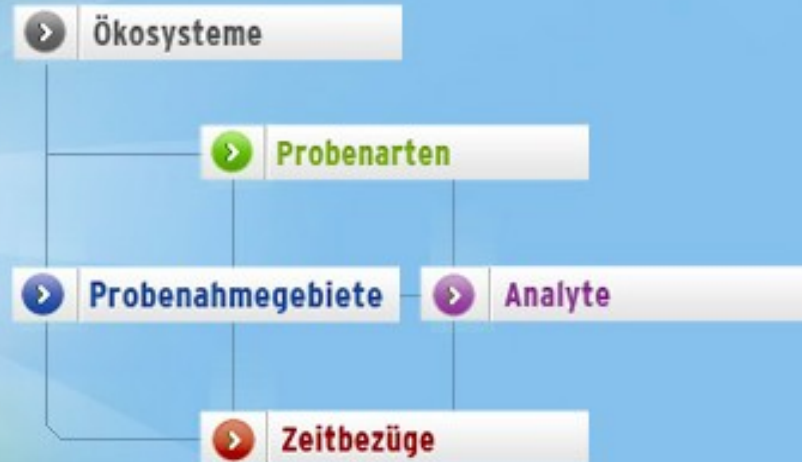 Ökosysteme
Probenarten
Probenahmegebiete
Analyte
Zeitbezüge